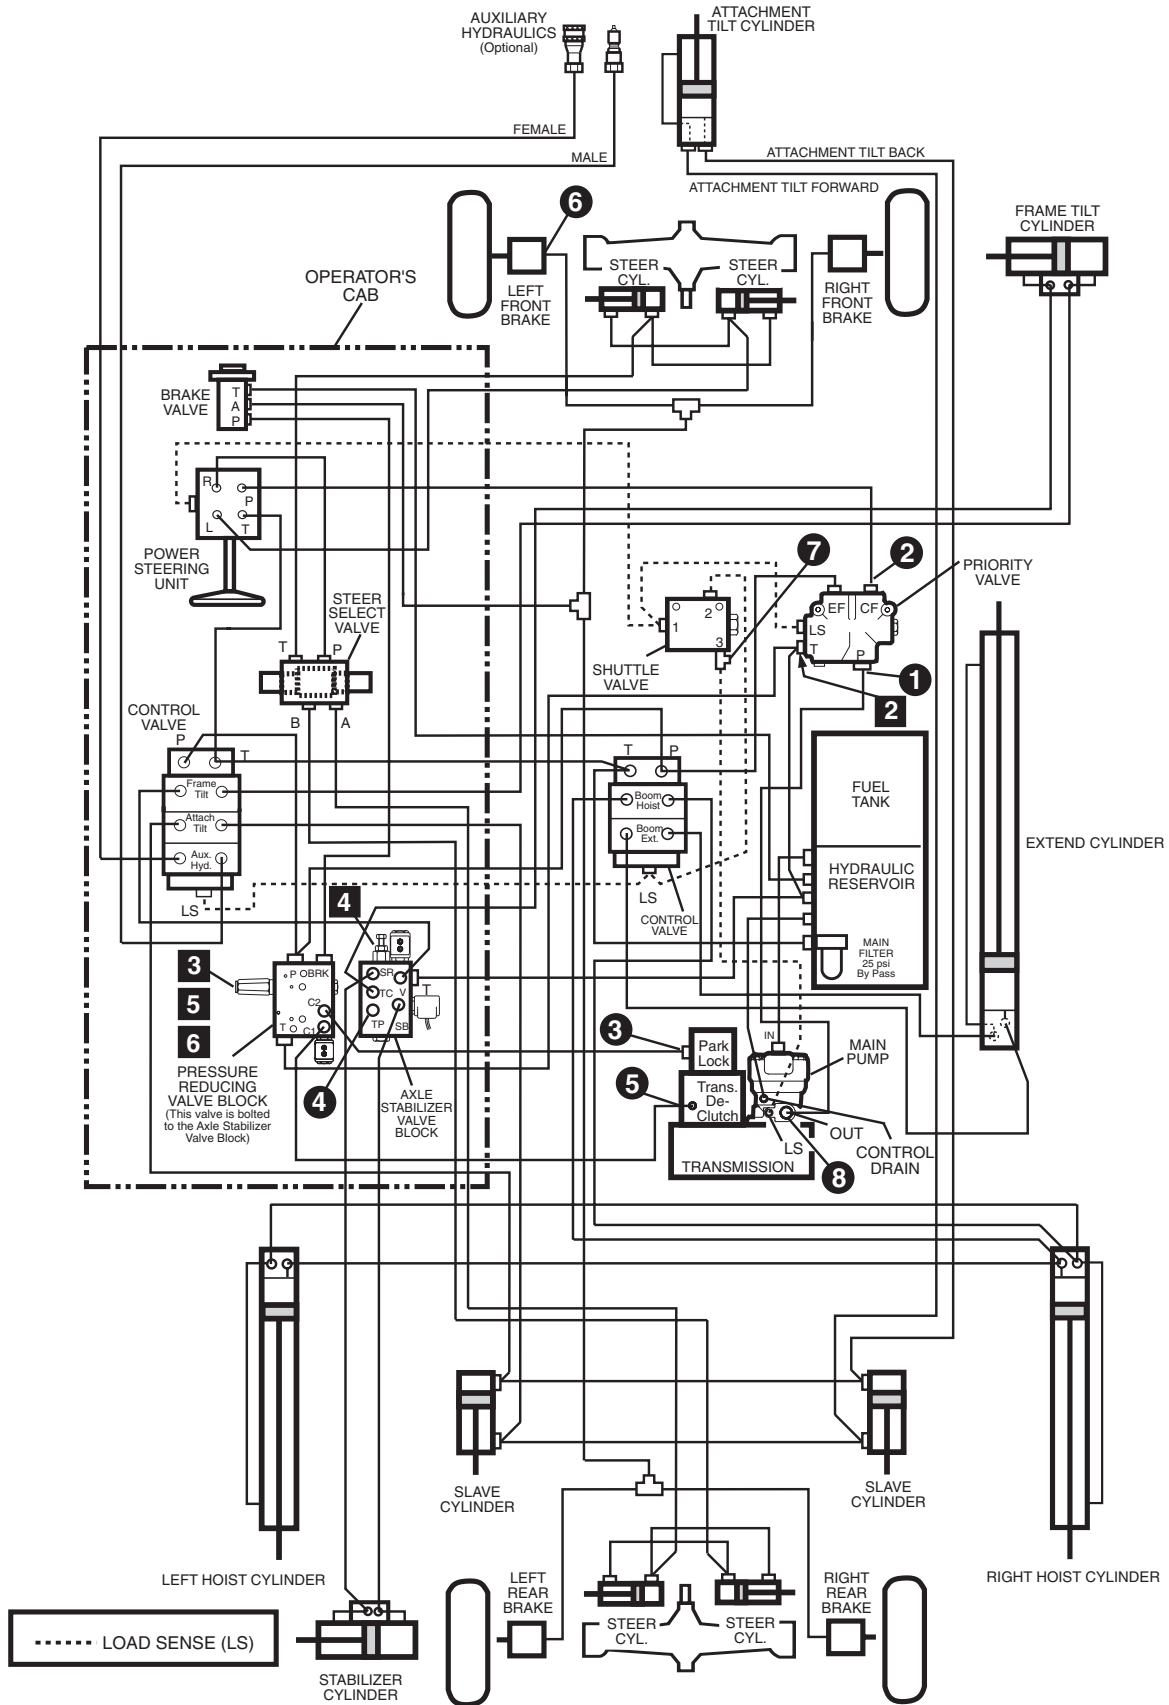 AUXILIARY
HYDRAULICS
(Optional)
ATTACHMENT
TILT CYLINDER
FEMALE
MALE
ATTACHMENT TILT BACK
ATTACHMENT TILT FORWARD
6
FRAME TILT
CYLINDER
OPERATOR'S
CAB
LEFT
FRONT
BRAKE
STEER
CYL.
STEER
CYL.
RIGHT
FRONT
BRAKE
BRAKE
VALVE
T
A
P
R
P
L
T
POWER
STEERING
UNIT
7
2
PRIORITY
VALVE
EF
CF
LS
T
P
1
2
3
SHUTTLE
VALVE
1
2
STEER
SELECT
VALVE
T
P
B
A
CONTROL
VALVE
P
T
Frame
Tilt
Attach
Tilt
Aux.
Hyd.
LS
T
P
Boom
Hoist
Boom
Ext.
LS
CONTROL
VALVE
FUEL
TANK
HYDRAULIC
RESERVOIR
MAIN
FILTER
25 psi
By Pass
EXTEND CYLINDER
4
3
5
6
P OBRK
C2
T
C1
SR
TC
V
T
TP
SB
PRESSURE
REDUCING
VALVE BLOCK
(This valve is bolted
to the Axle Stabilizer
Valve Block)
4
AXLE
STABILIZER
VALVE
BLOCK
3
Park
Lock
5
Trans.
De-
Clutch
IN
MAIN
PUMP
LS
OUT
CONTROL
DRAIN
TRANSMISSION
8
SLAVE
CYLINDER
SLAVE
CYLINDER
LEFT HOIST CYLINDER
RIGHT HOIST CYLINDER
LEFT
REAR
BRAKE
RIGHT
REAR
BRAKE
STEER
CYL.
STEER
CYL.
LOAD SENSE (LS)
STABILIZER
CYLINDER